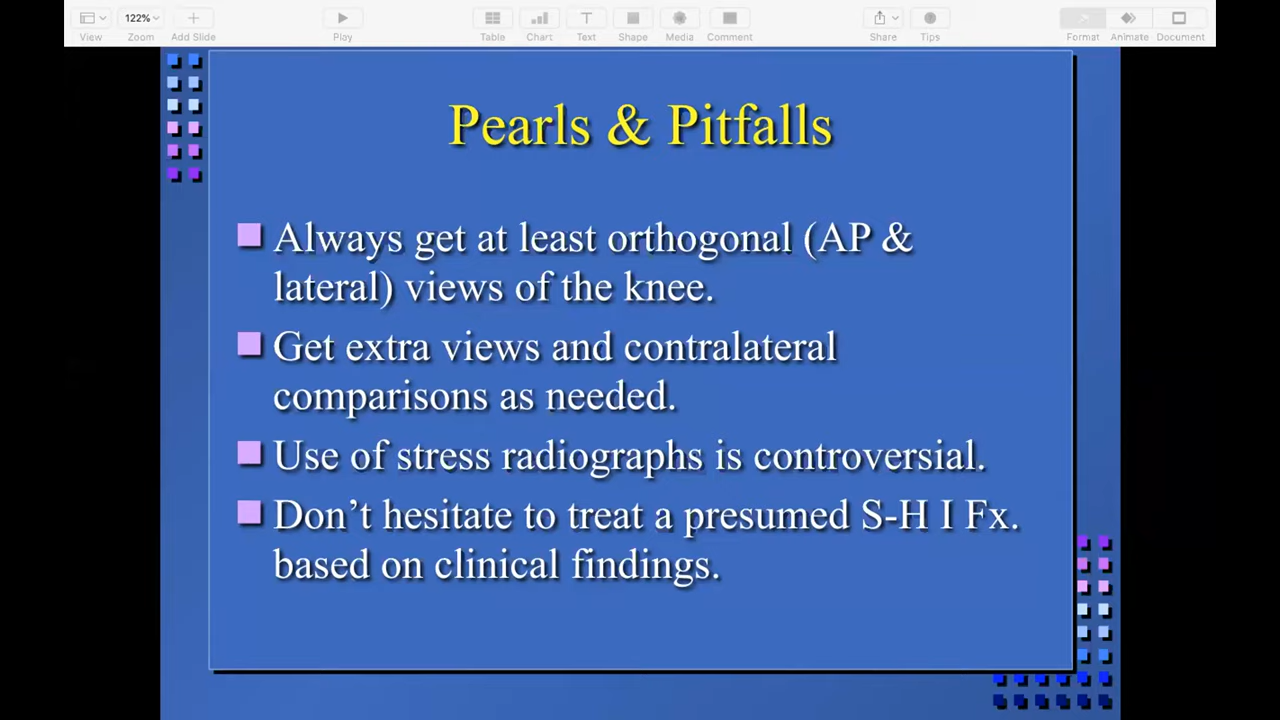 122%
View Zoom Add Slide Play Table Chart Text Shape Media Comment Share Tips Format Animate Document
Pearls & Pitfalls
Always get at least orthogonal (AP &
lateral) views of the knee.
Get extra views and contralateral
comparisons as needed.
Use of stress radiographs is controversial.
Don’t hesitate to treat a presumed S-H I Fx.
based on clinical findings.